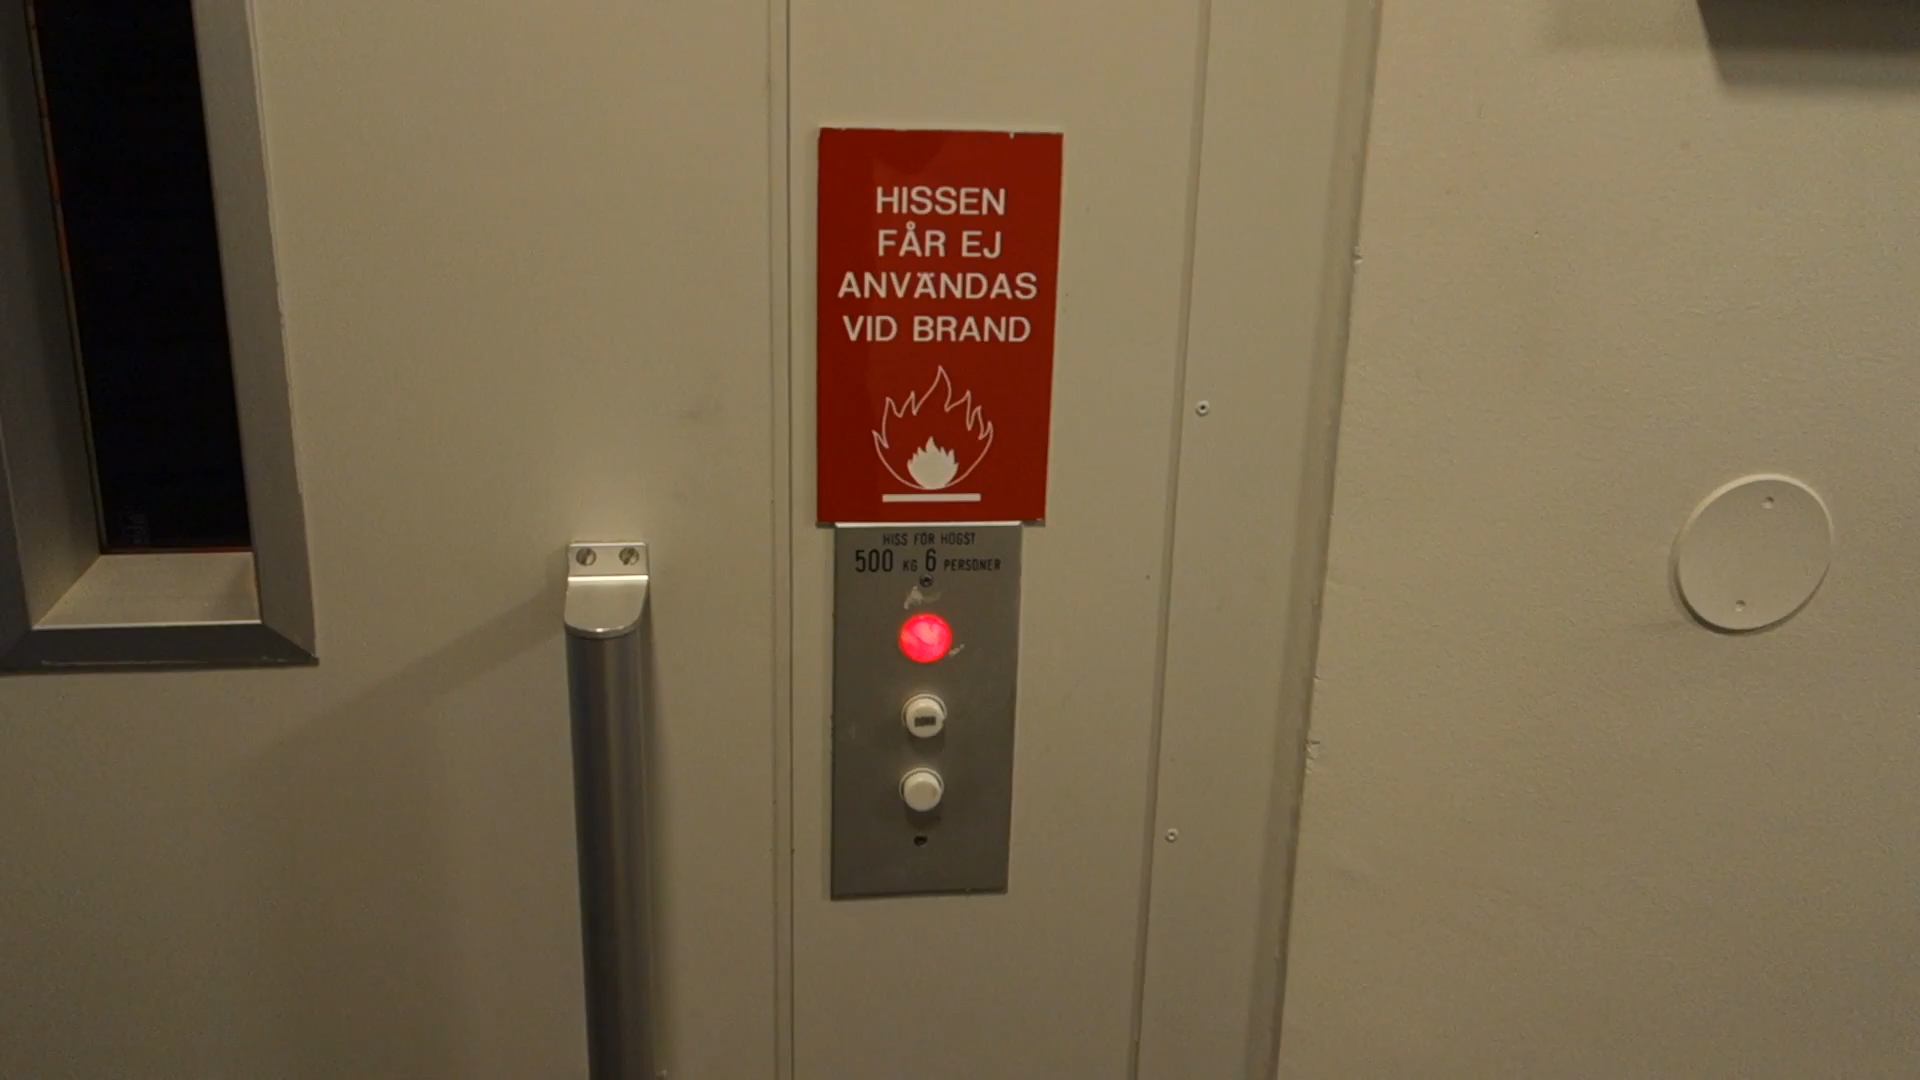 HISSEN
FÅR EJ
ANVÄNDAS
VID BRAND
HISS FÖR HÖGST
500 KG 6 PERSONER